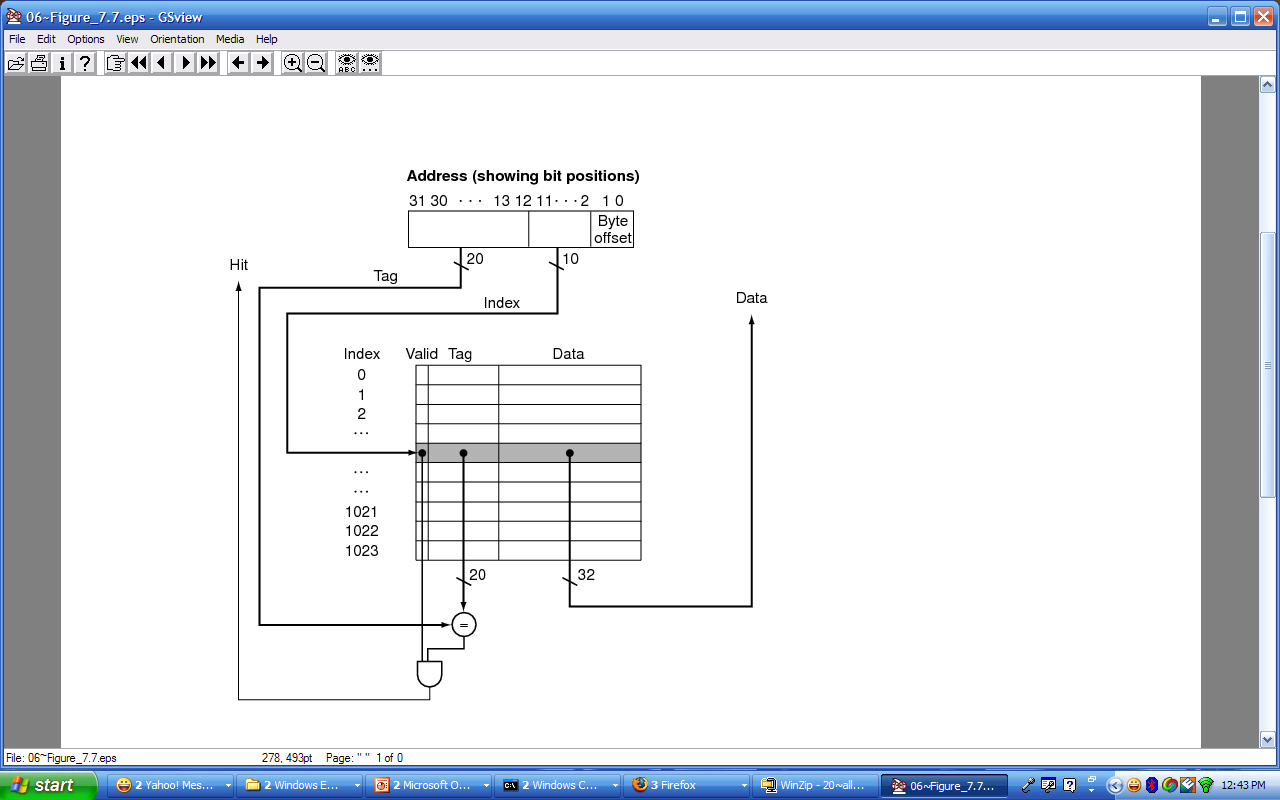 06~Figure_7.7.eps - GSview
File Edit Options View Orientation Media Help
Address (showing bit positions)
31 30 · · · 13 12 11 · · · 2 1 0
Byte
offset
20 10
Hit
Tag
Index
Data
Index Valid Tag Data
0
1
2
...
...
...
1021
1022
1023
20 32
=
File: 06~Figure_7.7.eps 278, 493pt Page: " " 1 of 0
start 2 Yahoo! Mes... 2 Windows E... 2 Microsoft O... 2 Windows C... 3 Firefox WinZip - 20~all... 06~Figure_7.7... 12:43 PM